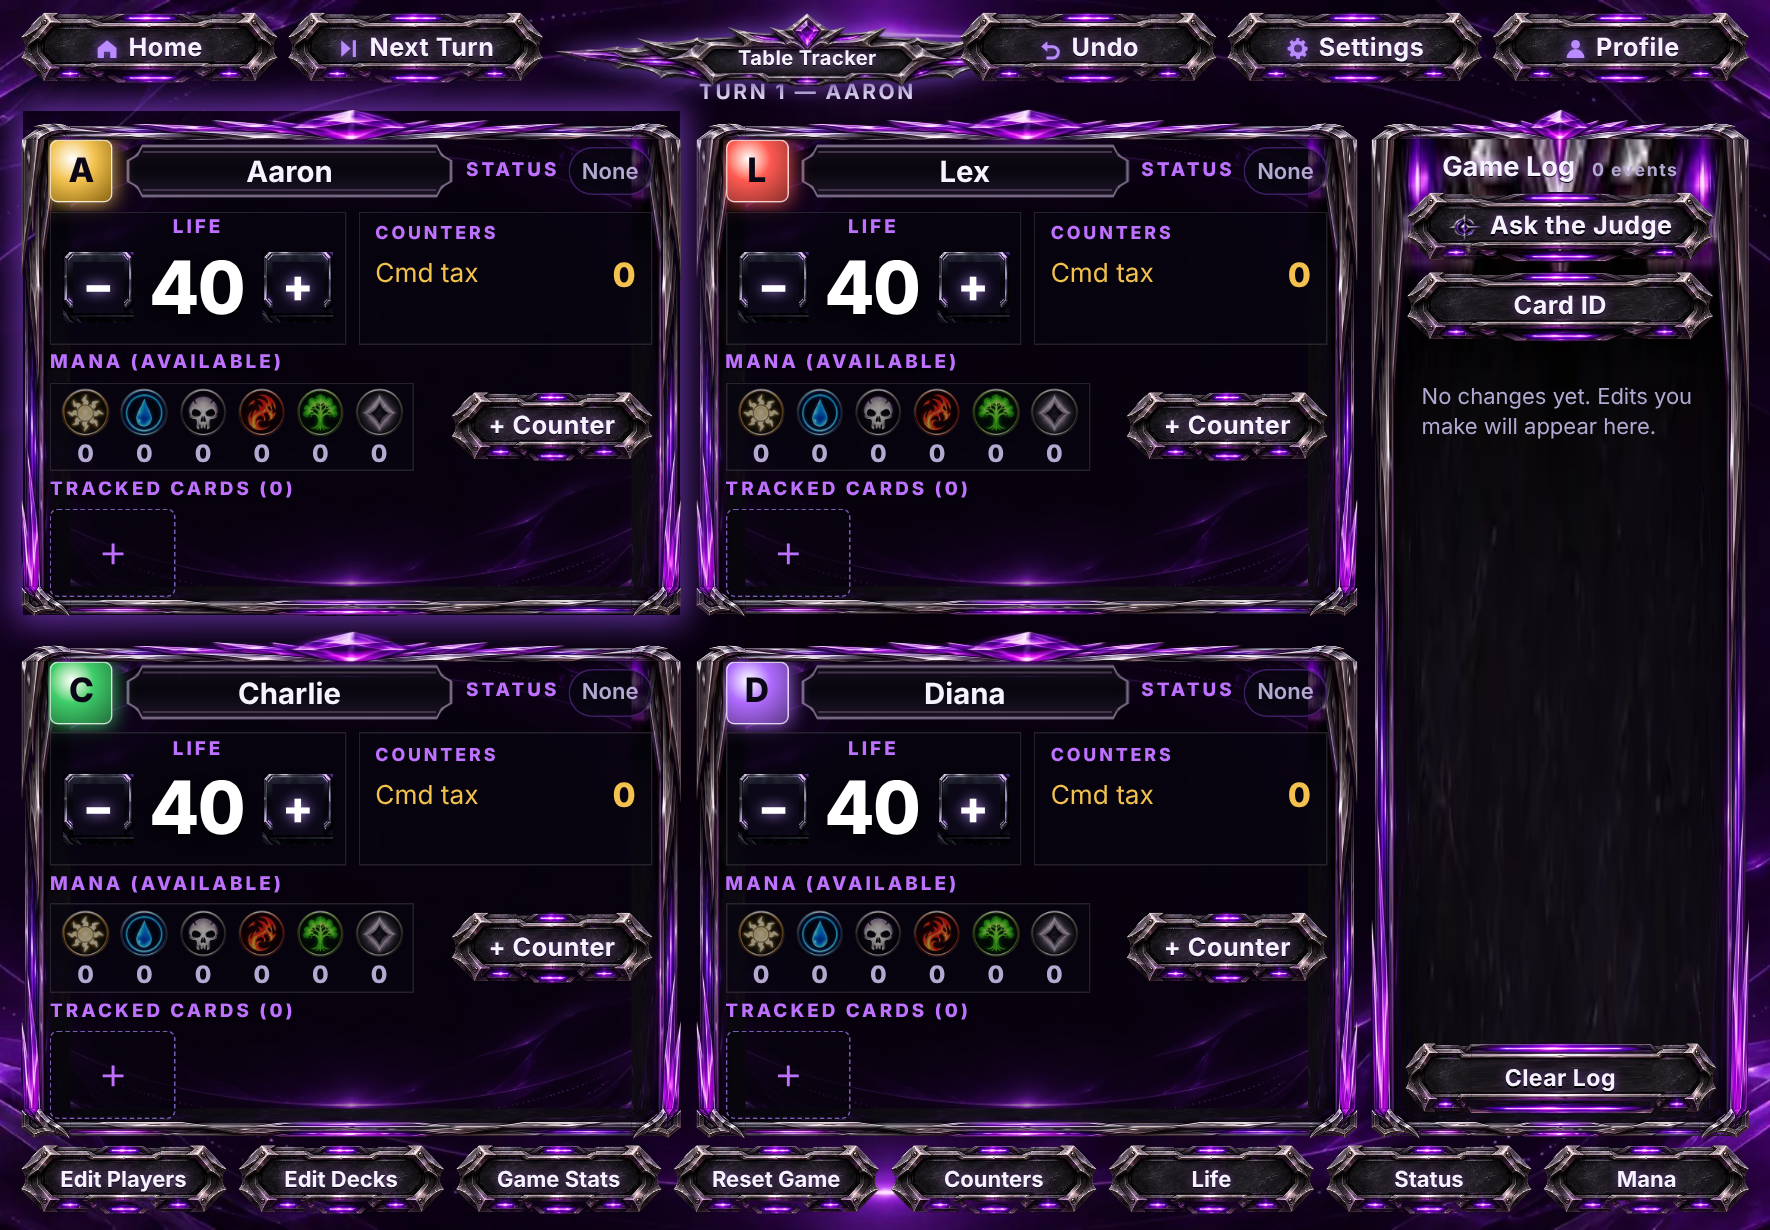 Home
Next Turn
Table Tracker
Undo
Settings
Profile
TURN 1 — AARON
A
Aaron
STATUS
None
LIFE
− 40 +
COUNTERS
Cmd tax 0
MANA (AVAILABLE)
0 0 0 0 0 0
+ Counter
TRACKED CARDS (0)
+
L
Lex
STATUS
None
LIFE
− 40 +
COUNTERS
Cmd tax 0
MANA (AVAILABLE)
0 0 0 0 0 0
+ Counter
TRACKED CARDS (0)
+
C
Charlie
STATUS
None
LIFE
− 40 +
COUNTERS
Cmd tax 0
MANA (AVAILABLE)
0 0 0 0 0 0
+ Counter
TRACKED CARDS (0)
+
D
Diana
STATUS
None
LIFE
− 40 +
COUNTERS
Cmd tax 0
MANA (AVAILABLE)
0 0 0 0 0 0
+ Counter
TRACKED CARDS (0)
+
Game Log 0 events
Ask the Judge
Card ID
No changes yet. Edits you
make will appear here.
Clear Log
Edit Players
Edit Decks
Game Stats
Reset Game
Counters
Life
Status
Mana